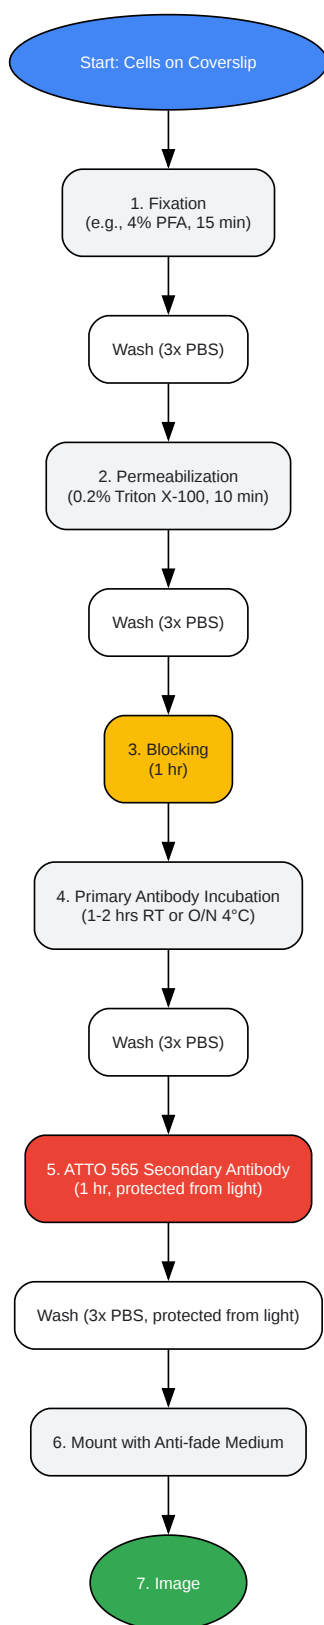 Start: Cells on Coverslip
1. Fixation
(e.g., 4% PFA, 15 min)
Wash (3x PBS)
2. Permeabilization
(0.2% Triton X-100, 10 min)
Wash (3x PBS)
3. Blocking
(1 hr)
4. Primary Antibody Incubation
(1-2 hrs RT or O/N 4°C)
Wash (3x PBS)
5. ATTO 565 Secondary Antibody
(1 hr, protected from light)
Wash (3x PBS, protected from light)
6. Mount with Anti-fade Medium
7. Image